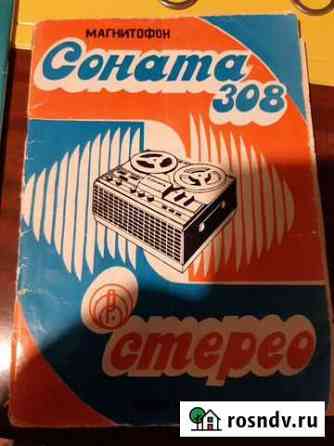 МАГНИТОФОН
Соната
308
стерео
rosndv.ru